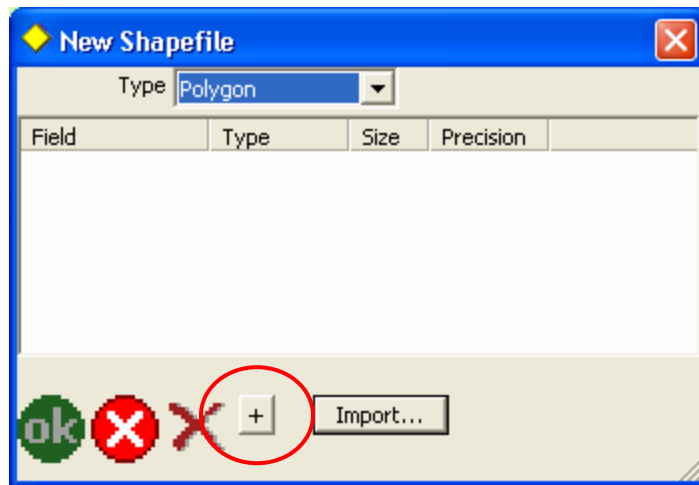 New Shapefile
Type Polygon
Field Type Size Precision
ok + Import...